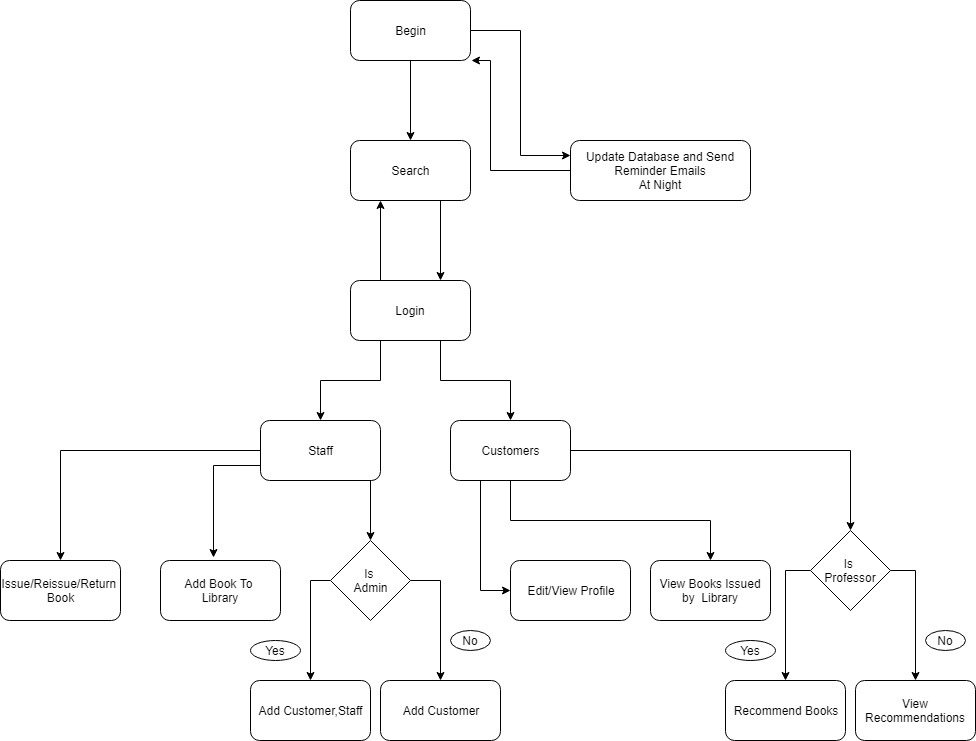 Begin
Update Database and Send
Reminder Emails
At Night
Search
Login
Staff
Customers
Issue/Reissue/Return
Book
Add Book To
Library
Is
Admin
Edit/View Profile
View Books Issued
by Library
Is
Professor
Yes
No
Yes
No
Add Customer,Staff
Add Customer
Recommend Books
View
Recommendations